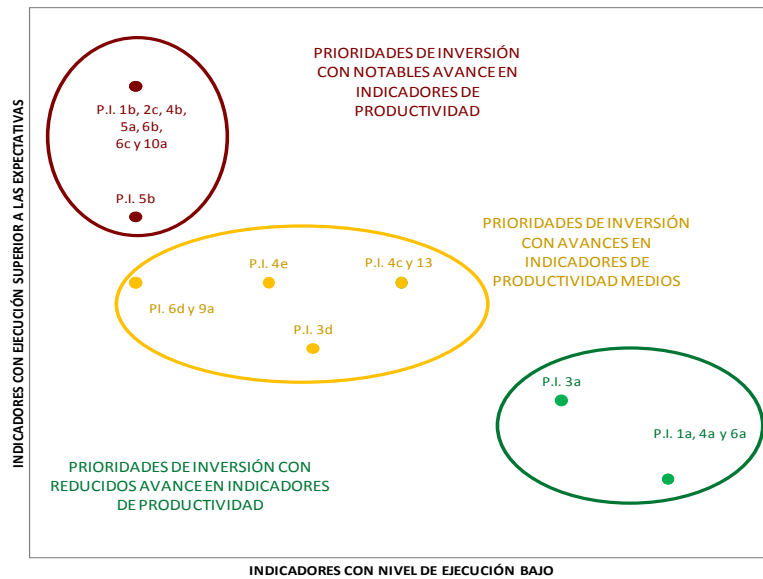 PRIORIDADES DE INVERSIÓN
CON NOTABLES AVANCE EN
INDICADORES DE
PRODUCTIVIDAD
P.I. 1b, 2c, 4b,
5a, 6b,
6c y 10a
P.I. 5b
PRIORIDADES DE INVERSIÓN
CON AVANCES EN
INDICADORES DE
PRODUCTIVIDAD MEDIOS
P.I. 4e
P.I. 4c y 13
PI. 6d y 9a
P.I. 3d
P.I. 3a
P.I. 1a, 4a y 6a
PRIORIDADES DE INVERSIÓN CON
REDUCIDOS AVANCE EN INDICADORES
DE PRODUCTIVIDAD
INDICADORES CON EJECUCIÓN SUPERIOR A LAS EXPECTATIVAS
INDICADORES CON NIVEL DE EJECUCIÓN BAJO